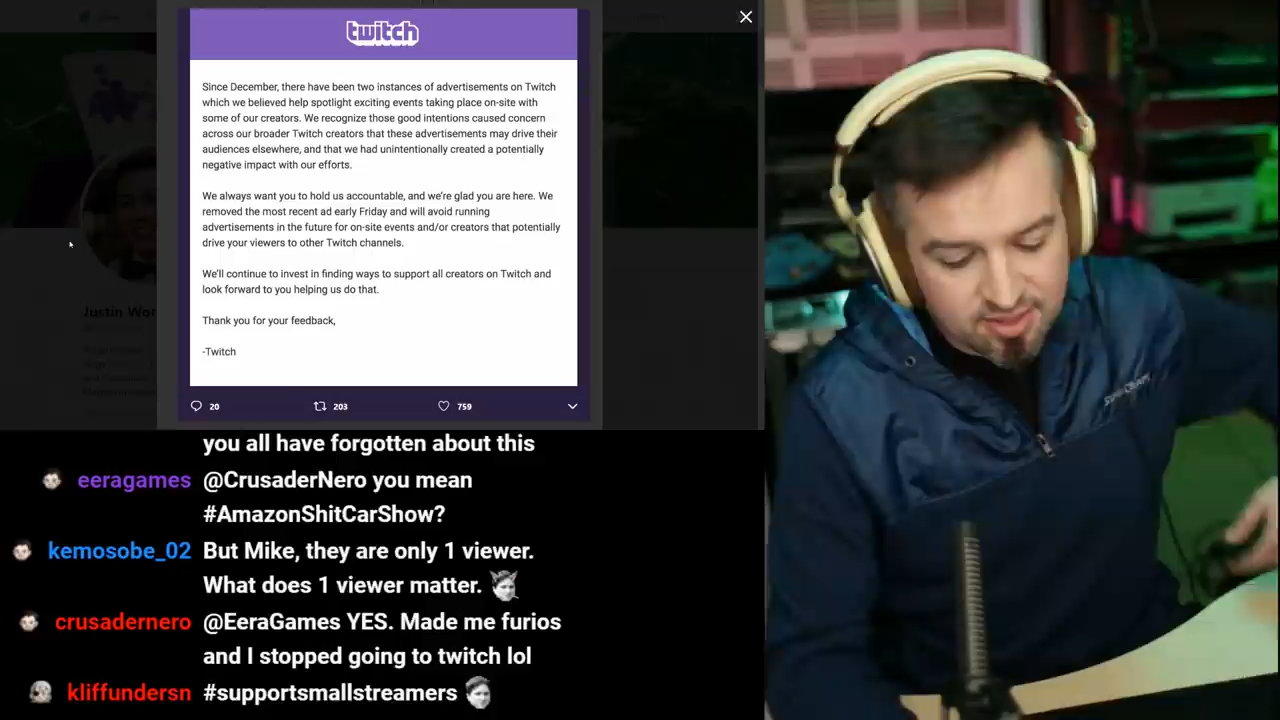 twitch
Since December, there have been two instances of advertisements on Twitch
which we believed help spotlight exciting events taking place on-site with
some of our creators. We recognize those good intentions caused concern
across our broader Twitch creators that these advertisements may drive their
audiences elsewhere, and that we had unintentionally created a potentially
negative impact with our efforts.
We always want you to hold us accountable, and we're glad you are here. We
removed the most recent ad early Friday and will avoid running
advertisements in the future for on-site events and/or creators that potentially
drive your viewers to other Twitch channels.
We'll continue to invest in finding ways to support all creators on Twitch and
look forward to you helping us do that.
Thank you for your feedback,
-Twitch
20 203 759
Justin
you all have forgotten about this
eeragames @CrusaderNero you mean
#AmazonShitCarShow?
kemosobe_02 But Mike, they are only 1 viewer.
What does 1 viewer matter.
crusadernero @EeraGames YES. Made me furios
and I stopped going to twitch lol
kliffundersn #supportsmallstreamers